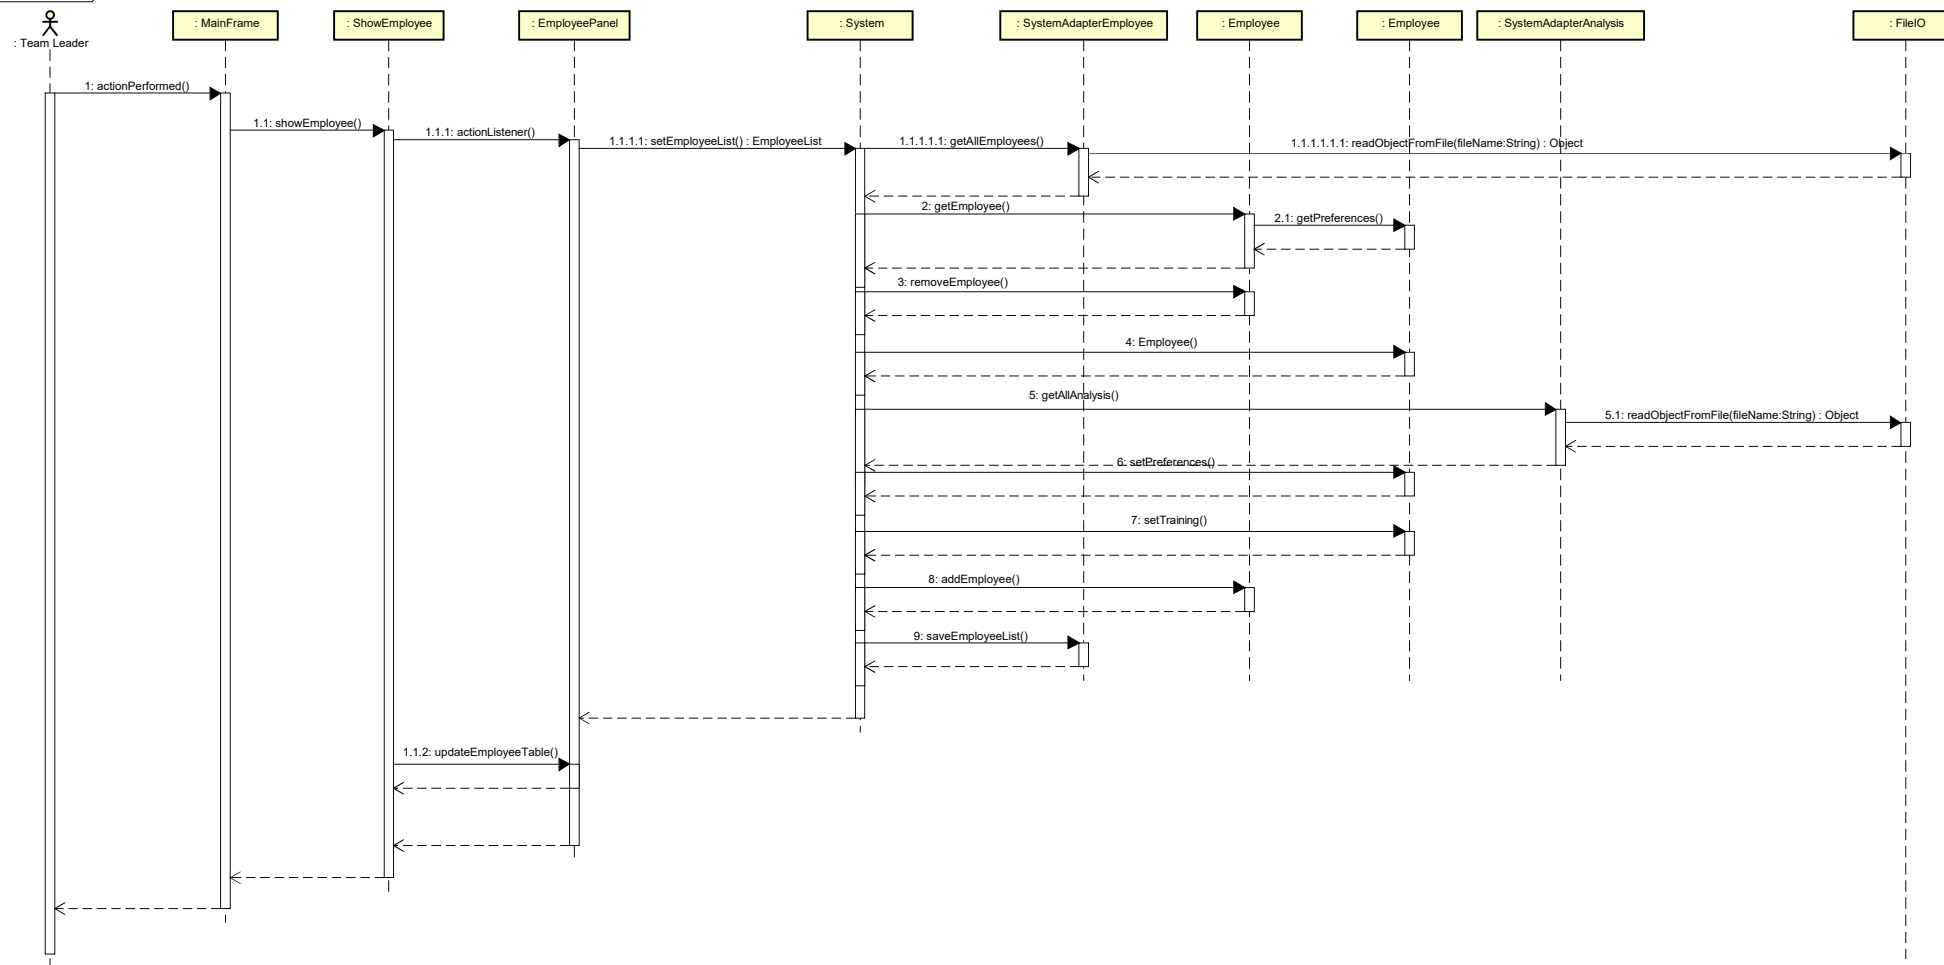 : Team Leader
: MainFrame
: ShowEmployee
: EmployeePanel
: System
: SystemAdapterEmployee
: Employee
: Employee
: SystemAdapterAnalysis
: FileIO
1: actionPerformed()
1.1: showEmployee()
1.1.1: actionListener()
1.1.1.1: setEmployeeList() : EmployeeList
1.1.1.1.1: getAllEmployees()
1.1.1.1.1.1: readObjectFromFile(fileName:String) : Object
2: getEmployee()
2.1: getPreferences()
3: removeEmployee()
4: Employee()
5: getAllAnalysis()
5.1: readObjectFromFile(fileName:String) : Object
6: setPreferences()
7: setTraining()
8: addEmployee()
9: saveEmployeeList()
1.1.2: updateEmployeeTable()